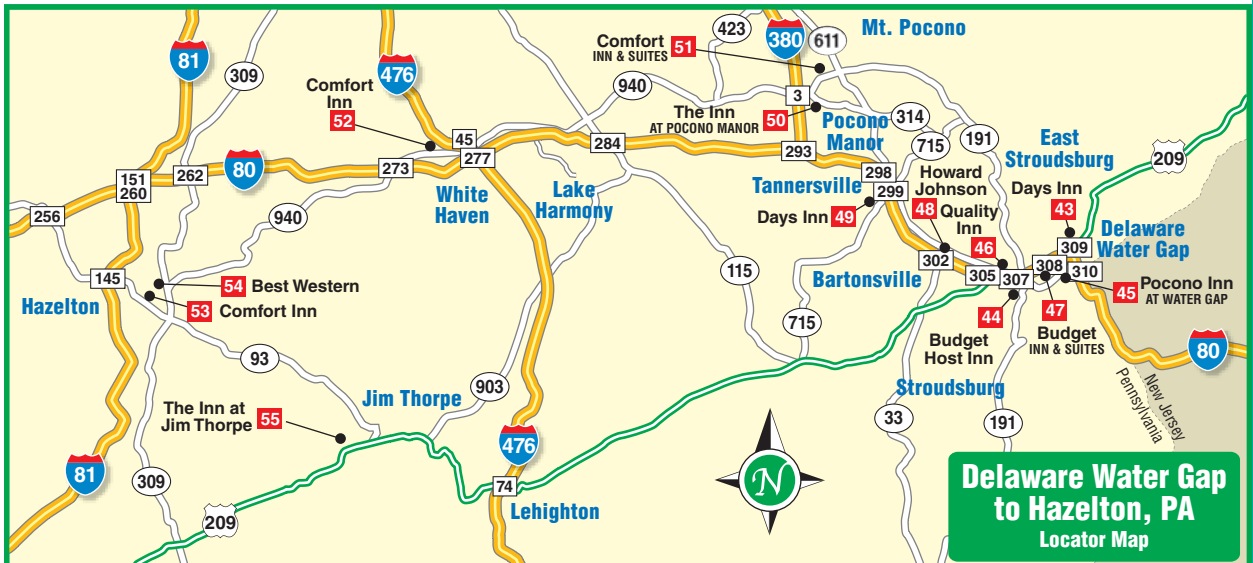 81
309
476
Comfort
Inn
52
940
423
380
611
Mt. Pocono
Comfort
INN & SUITES
51
3
The Inn
AT POCONO MANOR
50
Pocono
Manor
314
715
191
East
Stroudsburg
209
45
277
284
293
298
299
151
260
262
80
273
256
White
Haven
Lake
Harmony
Tannersville
Days Inn
49
Howard
Johnson
48
Quality
Inn
46
Days Inn
43
Delaware
Water Gap
309
308
310
302
305
307
940
145
Hazelton
54
Best Western
53
Comfort Inn
115
Bartonsville
715
44
Budget
Host Inn
47
Budget
INN & SUITES
45
Pocono Inn
AT WATER GAP
80
New Jersey
Pennsylvania
93
903
Jim Thorpe
Stroudsburg
The Inn at
Jim Thorpe
55
33
191
81
309
209
476
74
Lehighton
N
Delaware Water Gap
to Hazelton, PA
Locator Map